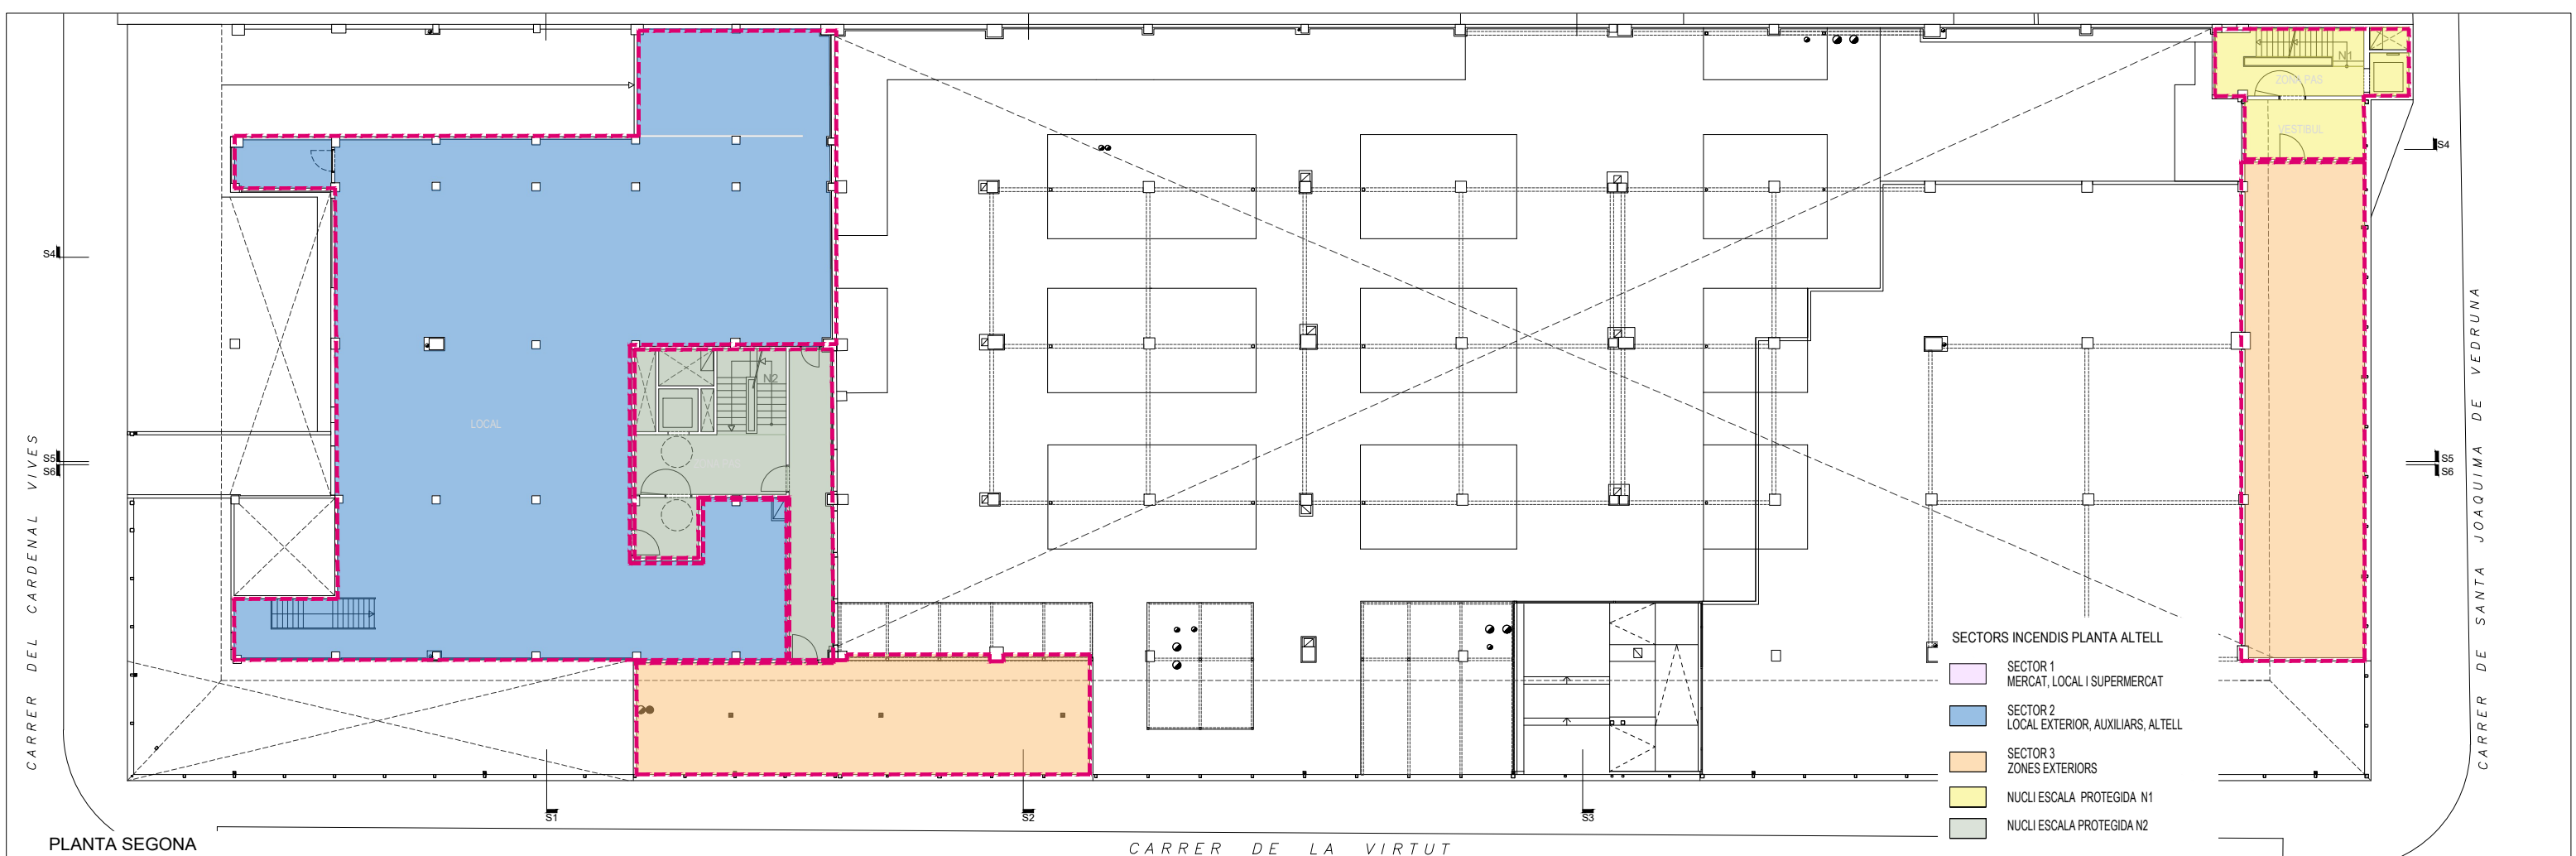 N1
ZONA PAS
VESTIBUL
S4
S4
N2
LOCAL
S5
S6
S5
S6
CARRER DEL CARDENAL VIVES
CARRER DE SANTA JOAQUIMA DE VEDRUNA
SECTORS INCENDIS PLANTA ALTELL
SECTOR 1
MERCAT, LOCAL I SUPERMERCAT
SECTOR 2
LOCAL EXTERIOR, AUXILIARS, ALTELL
SECTOR 3
ZONES EXTERIORS
NUCLI ESCALA PROTEGIDA N1
NUCLI ESCALA PROTEGIDA N2
S1
S2
S3
PLANTA SEGONA
CARRER DE LA VIRTUT